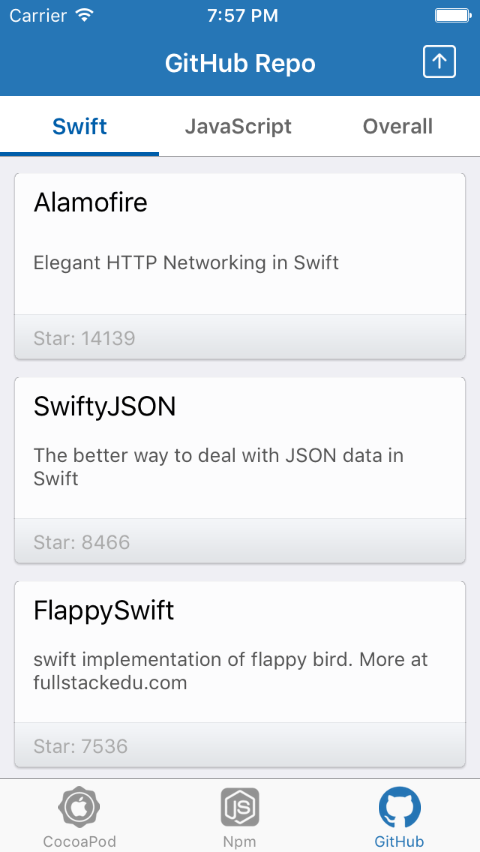 Carrier 7:57 PM
GitHub Repo
Swift JavaScript Overall
Alamofire
Elegant HTTP Networking in Swift
Star: 14139
SwiftyJSON
The better way to deal with JSON data in
Swift
Star: 8466
FlappySwift
swift implementation of flappy bird. More at
fullstackedu.com
Star: 7536
JS
CocoaPod Npm GitHub